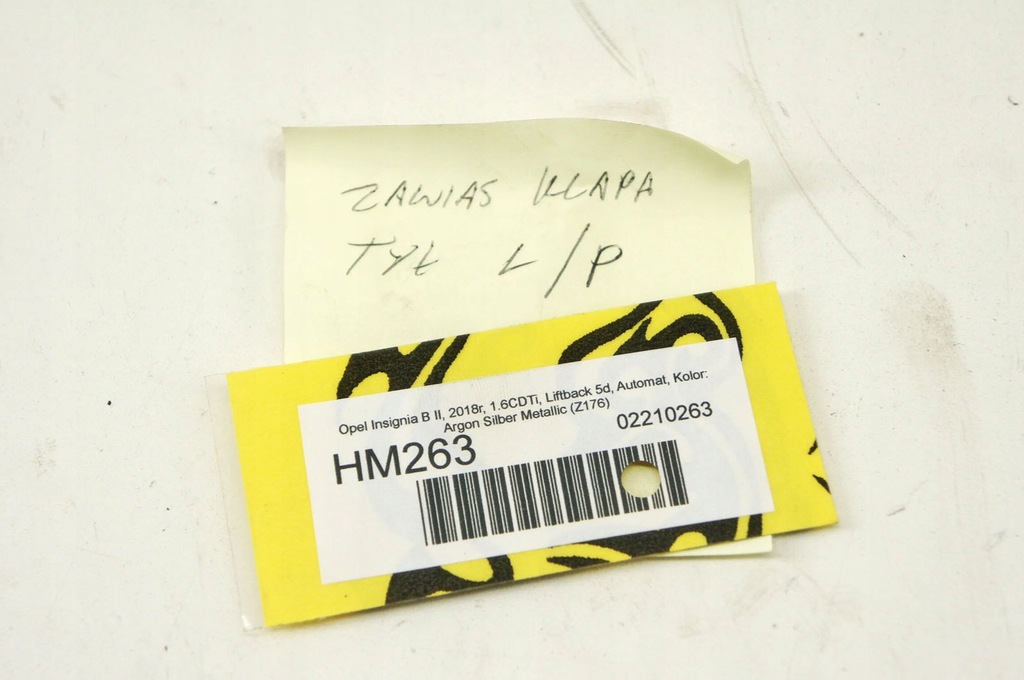 ZAWIAS KLAPA
TYŁ L/P
Opel Insignia B II, 2018r, 1.6CDTi, Liftback 5d, Automat, Kolor:
Argon Silber Metallic (Z176)
HM263
02210263